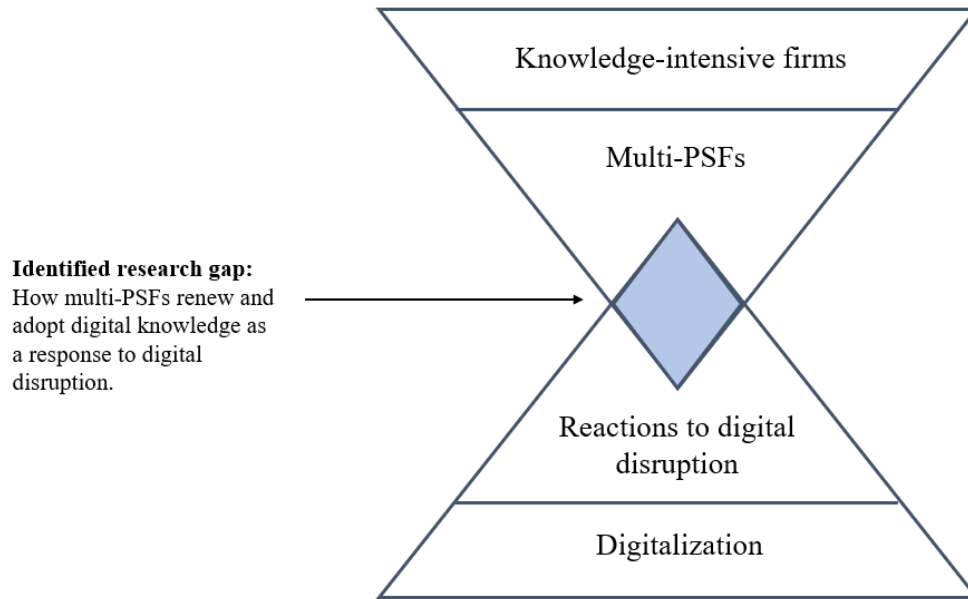 Knowledge-intensive firms
Multi-PSFs
Identified research gap:
How multi-PSFs renew and
adopt digital knowledge as
a response to digital
disruption.
Reactions to digital
disruption
Digitalization